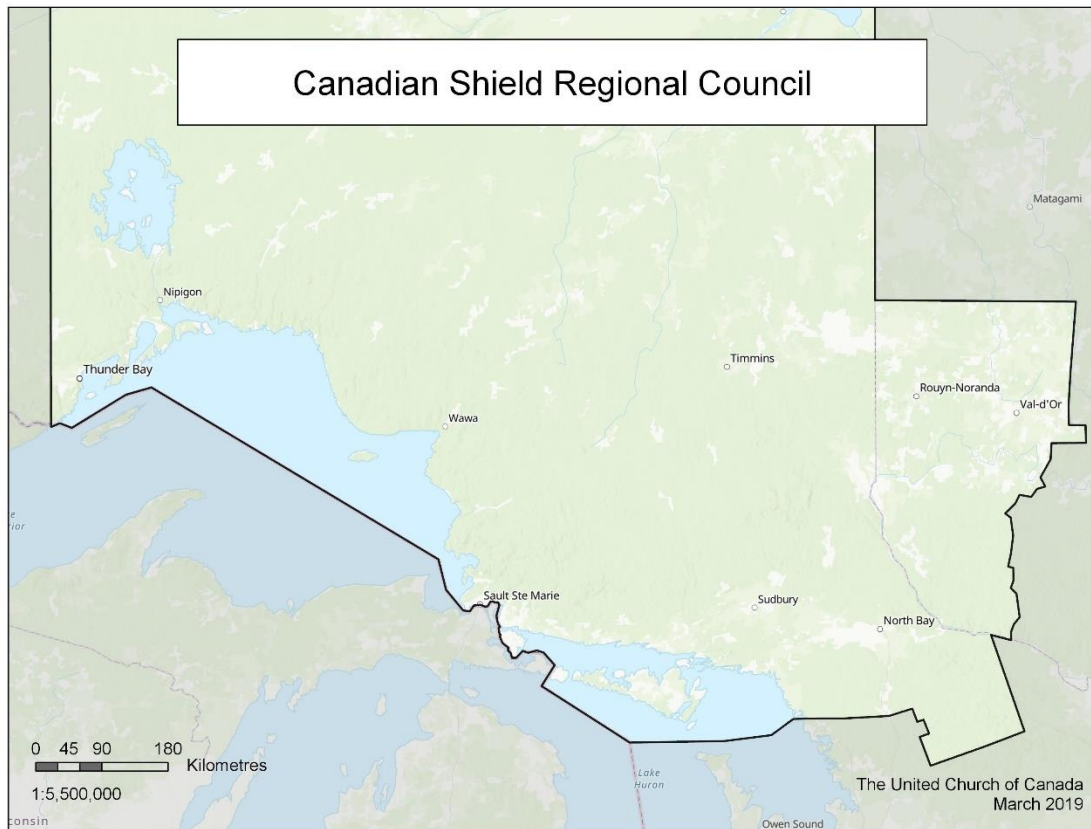 Canadian Shield Regional Council
Matagami
Nipigon
Thunder Bay
Timmins
Rouyn-Noranda
Val-d'Or
Wawa
Sault Ste Marie
Sudbury
North Bay
0 45 90 180
Kilometres
1:5,500,000
Lake
Huron
The United Church of Canada
March 2019
Owen Sound